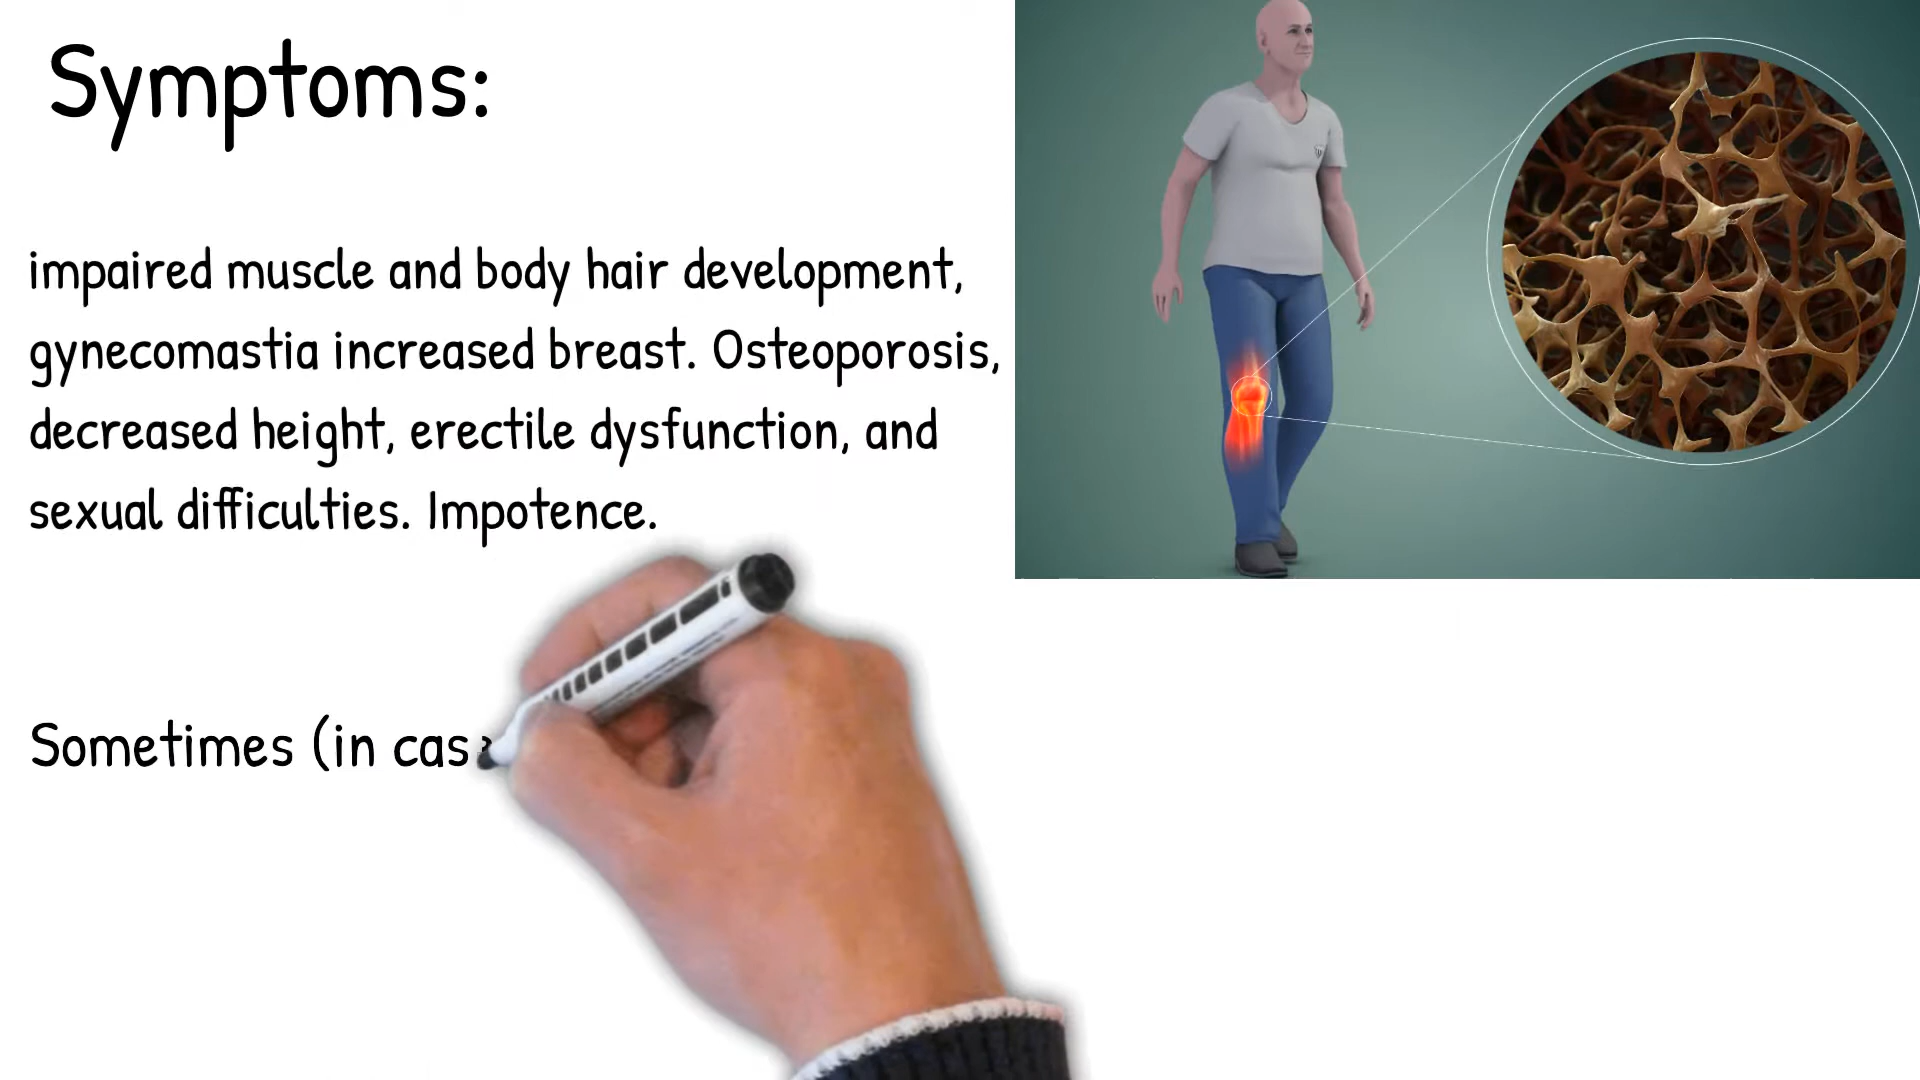 Symptoms:
impaired muscle and body hair development,
gynecomastia increased breast. Osteoporosis,
decreased height, erectile dysfunction, and
sexual difficulties. Impotence.
Sometimes (in cas